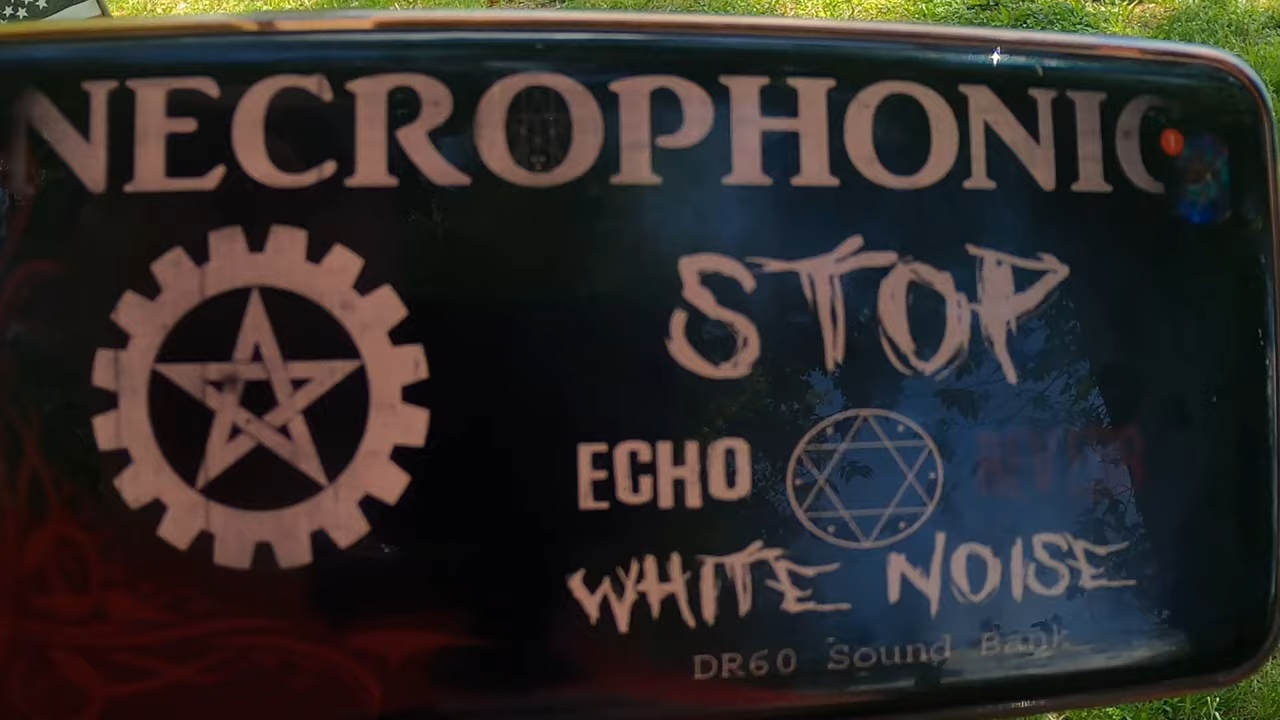 NECROPHONIC
STOP
ECHO
WHITE NOISE
DR60 Sound Bank